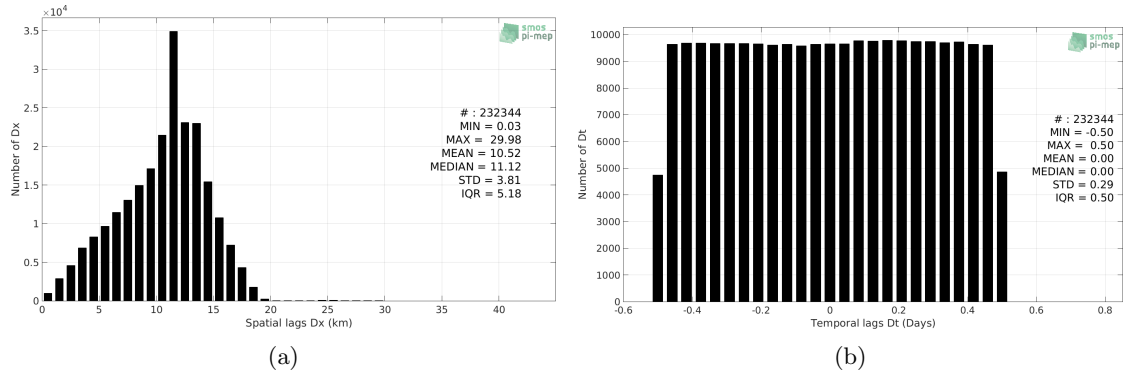 ×10⁴
3.5
3
2.5
2
1.5
1
0.5
0
Number of Dx
0 5 10 15 20 25 30 35 40
Spatial lags Dx (km)
smos
pi-mep
# : 232344
MIN = 0.03
MAX = 29.98
MEAN = 10.52
MEDIAN = 11.12
STD = 3.81
IQR = 5.18
(a)
10000
9000
8000
7000
6000
5000
4000
3000
2000
1000
0
Number of Dt
-0.6 -0.4 -0.2 0 0.2 0.4 0.6 0.8
Temporal lags Dt (Days)
smos
pi-mep
# : 232344
MIN = -0.50
MAX = 0.50
MEAN = 0.00
MEDIAN = 0.00
STD = 0.29
IQR = 0.50
(b)